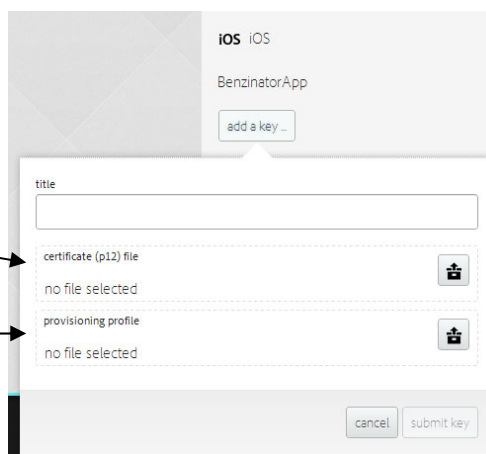 iOS iOS
BenzinatorApp
add a key ...
title
certificate (p12) file
no file selected
provisioning profile
no file selected
cancel submit key